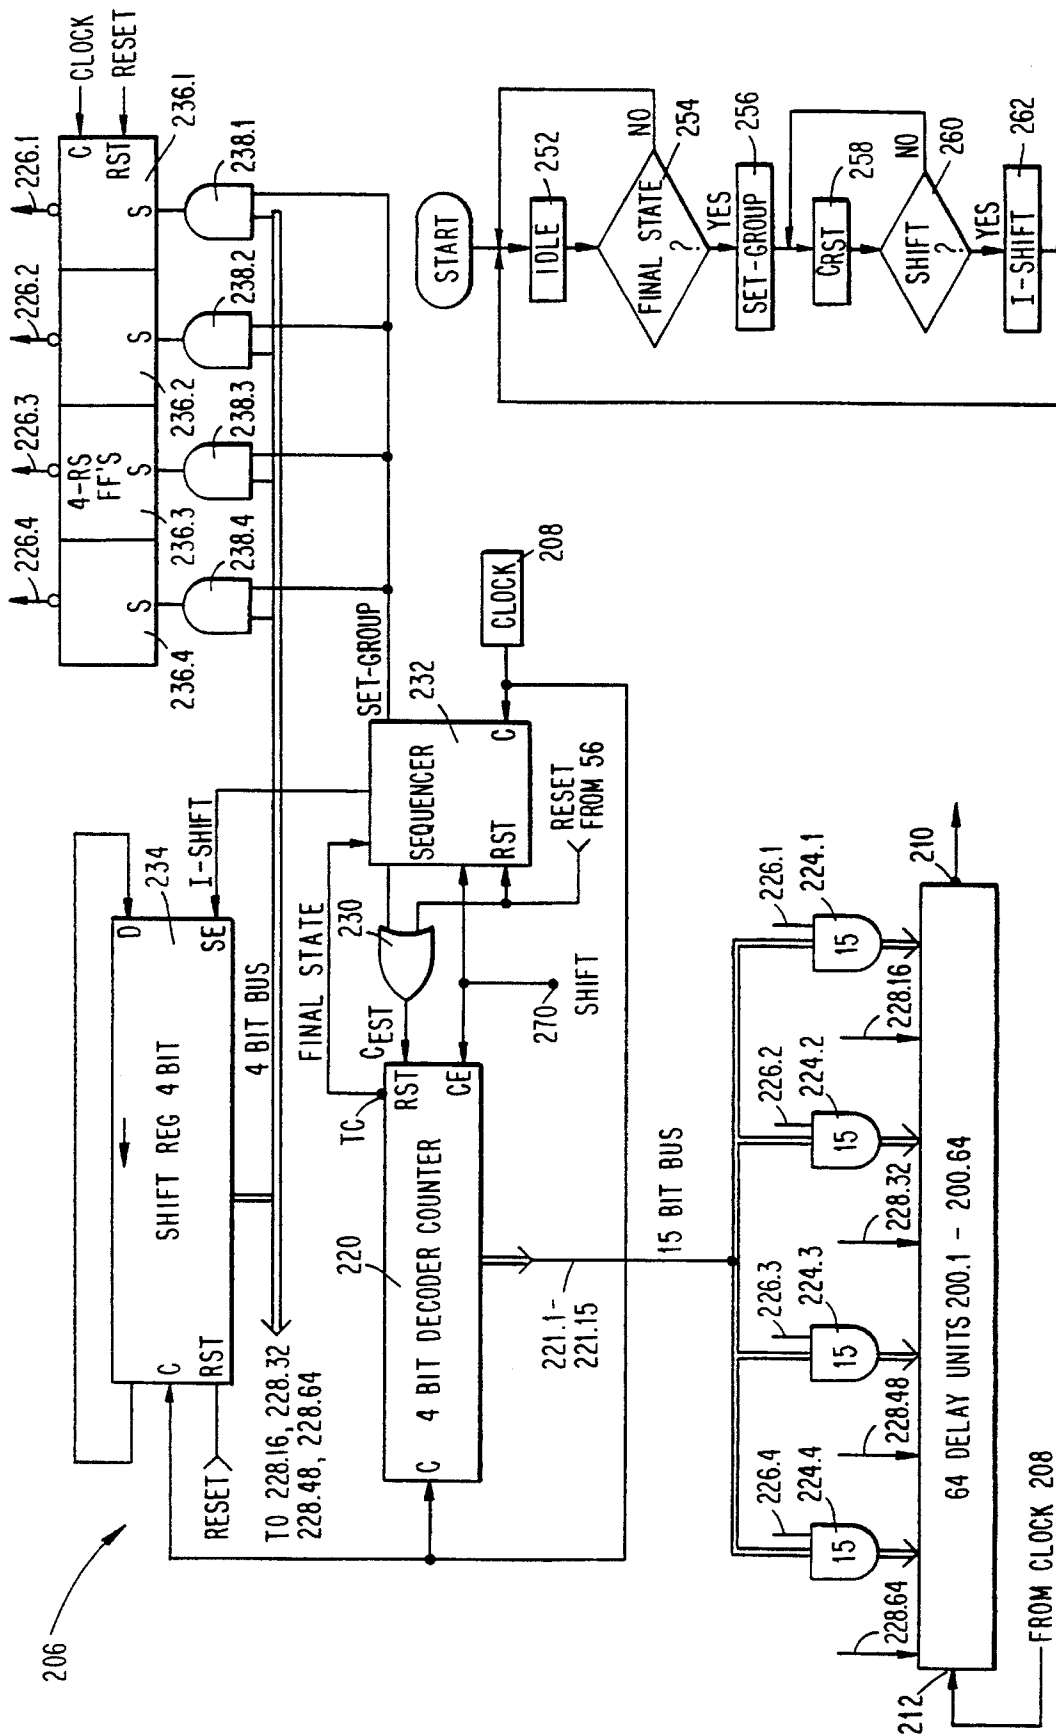 206
SHIFT REG 4 BIT
234
D
SE
C
RST
RESET
I-SHIFT
4 BIT BUS
TO 228.16, 228.32
228.48, 228.64
226.4
226.3
226.2
226.1
4-RS
FF'S
C
RST
CLOCK
RESET
S
S
S
S
236.4
236.3
236.2
236.1
238.4
238.3
238.2
238.1
SET-GROUP
FINAL STATE
SEQUENCER
232
C
RST
CLOCK
208
RESET
FROM 56
230
CEST
TC
RST
CE
C
4 BIT DECODER COUNTER
220
270
SHIFT
221.1-
221.15
15 BIT BUS
226.4
226.3
226.2
226.1
224.4
224.3
224.2
224.1
15
15
15
15
228.64
228.48
228.32
228.16
64 DELAY UNITS 200.1 - 200.64
210
212
FROM CLOCK 208
START
IDLE
252
FINAL STATE
?
254
NO
YES
SET-GROUP
256
CRST
258
SHIFT
?
260
NO
YES
I-SHIFT
262